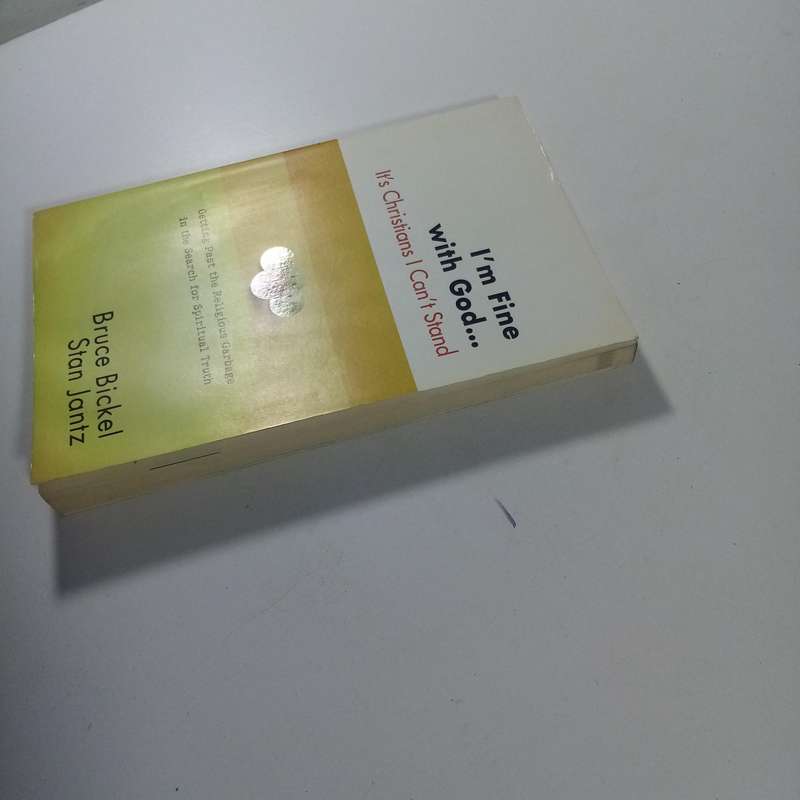 I'm Fine
with God...
It's Christians I Can't Stand
Getting Past the Religious Garbage
in the Search for Spiritual Truth
Bruce Bickel
Stan Jantz